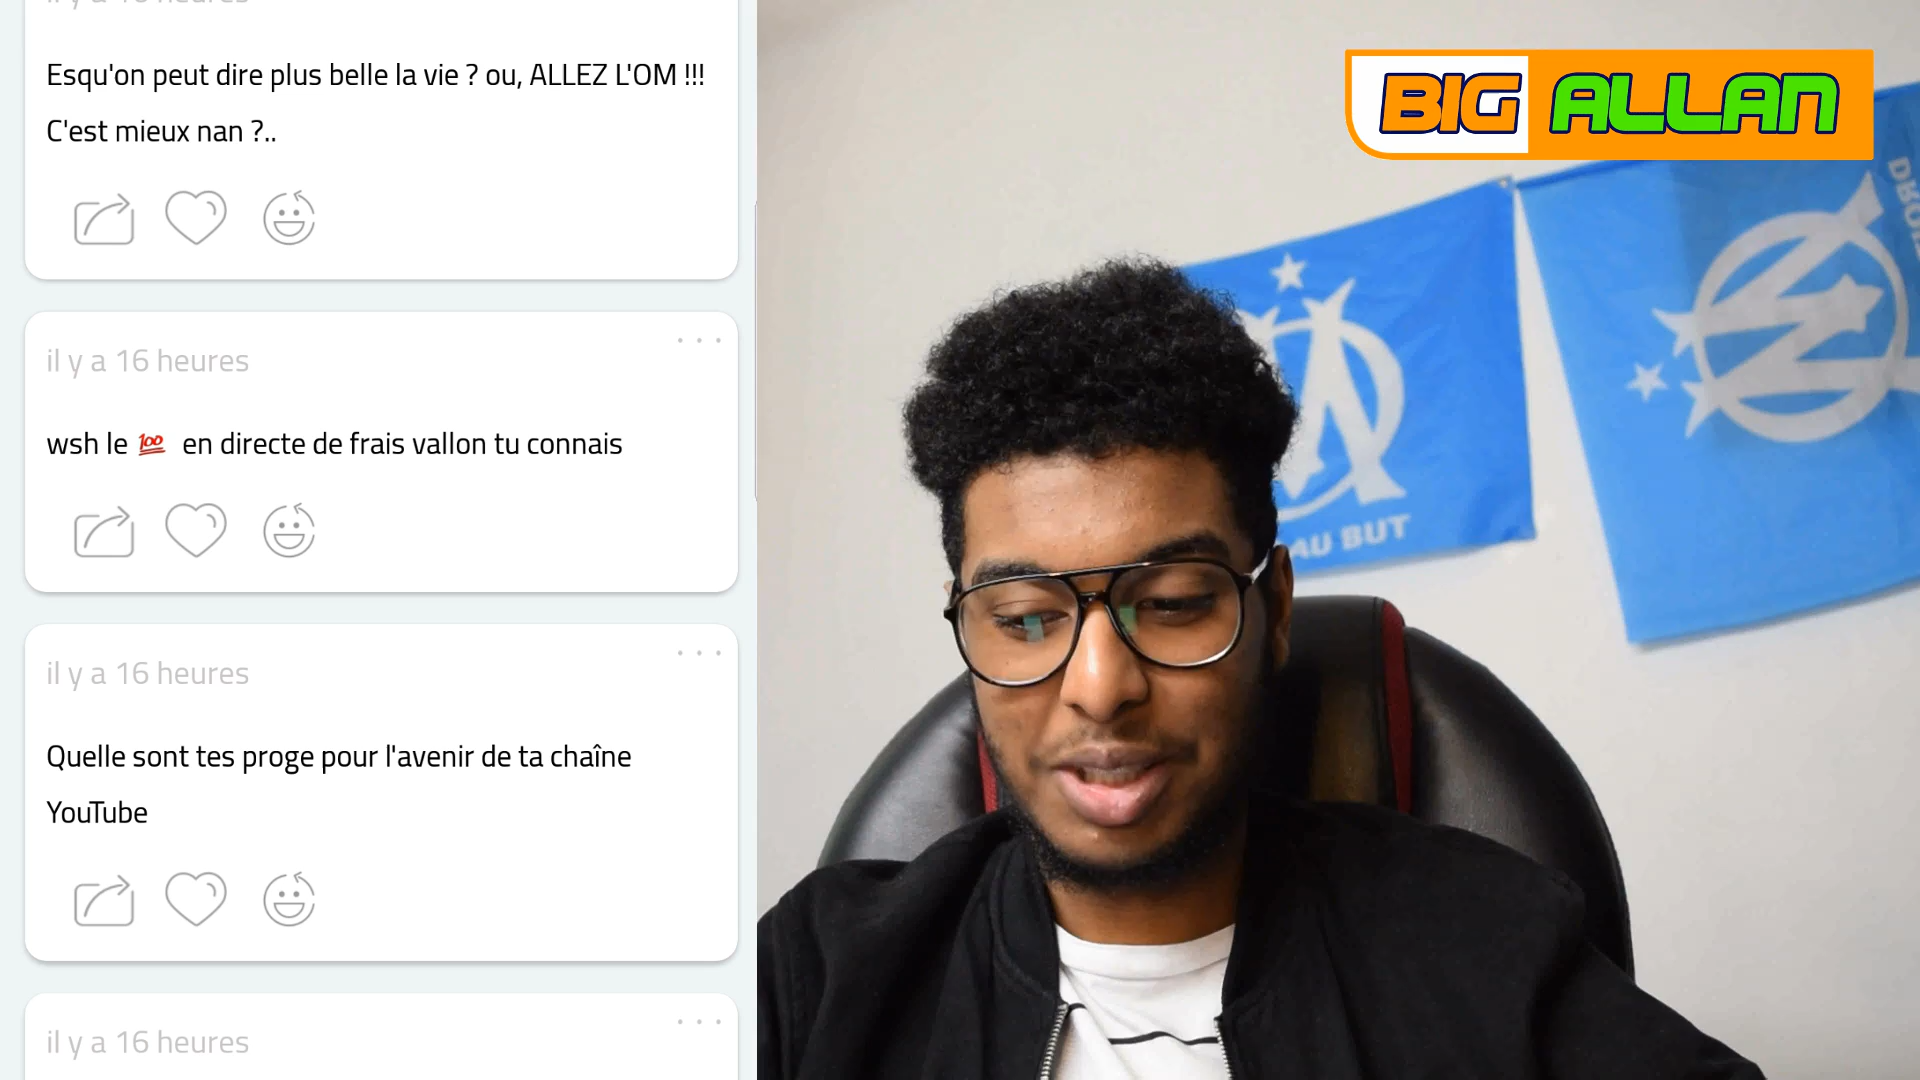 Esqu'on peut dire plus belle la vie ? ou, ALLEZ L'OM !!!
C'est mieux nan ?..
il y a 16 heures
wsh le 💯 en directe de frais vallon tu connais
il y a 16 heures
Quelle sont tes proge pour l'avenir de ta chaîne
YouTube
il y a 16 heures
BIG ALLAN
AU BUT